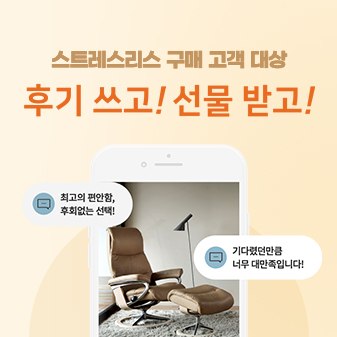 스트레스리스 구매 고객 대상
후기 쓰고! 선물 받고!
최고의 편안함,
후회없는 선택!
기다렸던만큼
너무 대만족입니다!